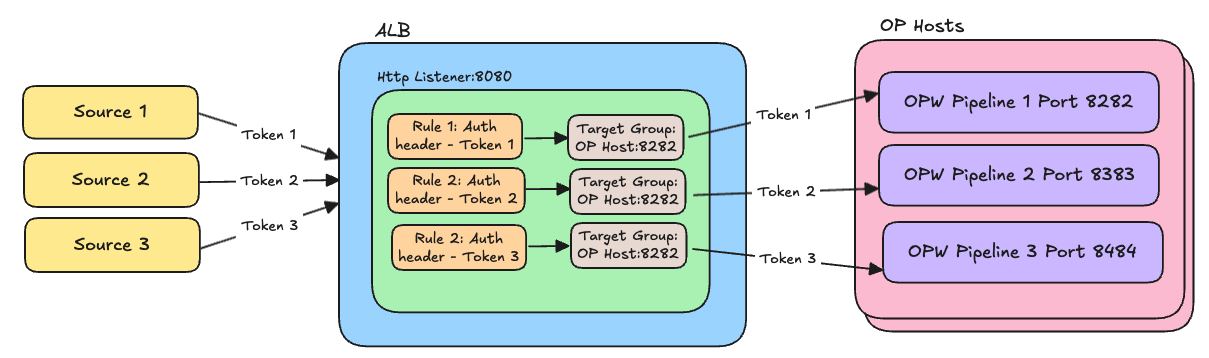 ALB
OP Hosts
Http Listener:8080
Source 1
Source 2
Source 3
Token 1
Token 2
Token 3
Rule 1: Auth
header - Token 1
Target Group:
OP Host:8282
Rule 2: Auth
header - Token 2
Target Group:
OP Host:8282
Rule 2: Auth
header - Token 3
Target Group:
OP Host:8282
Token 1
Token 2
Token 3
OPW Pipeline 1 Port 8282
OPW Pipeline 2 Port 8383
OPW Pipeline 3 Port 8484